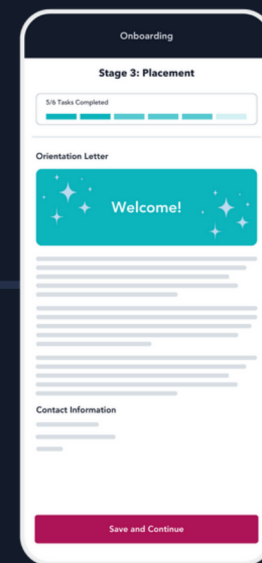 Onboarding
Stage 3: Placement
5/6 Tasks Completed
Orientation Letter
Welcome!
Contact Information
Save and Continue